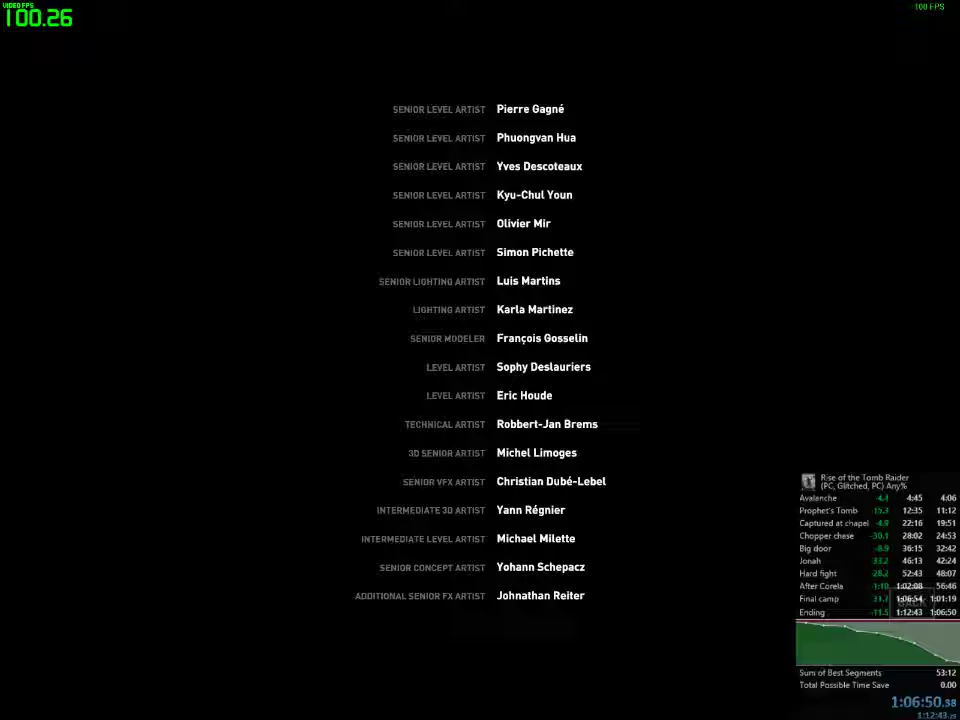 VIDEO FPS
100.26
100 FPS
SENIOR LEVEL ARTIST Pierre Gagné
SENIOR LEVEL ARTIST Phuongvan Hua
SENIOR LEVEL ARTIST Yves Descoteaux
SENIOR LEVEL ARTIST Kyu-Chul Youn
SENIOR LEVEL ARTIST Olivier Mir
SENIOR LEVEL ARTIST Simon Pichette
SENIOR LIGHTING ARTIST Luis Martins
LIGHTING ARTIST Karla Martinez
SENIOR MODELER François Gosselin
LEVEL ARTIST Sophy Deslauriers
LEVEL ARTIST Eric Houde
TECHNICAL ARTIST Robbert-Jan Brems
3D SENIOR ARTIST Michel Limoges
SENIOR VFX ARTIST Christian Dubé-Lebel
INTERMEDIATE 3D ARTIST Yann Régnier
INTERMEDIATE LEVEL ARTIST Michael Milette
SENIOR CONCEPT ARTIST Yohann Schepacz
ADDITIONAL SENIOR FX ARTIST Johnathan Reiter
Rise of the Tomb Raider
(PC, Glitched, PC) Any%
Avalanche -4.4 4:45 4:06
Prophet's Tomb -15.3 12:35 11:12
Captured at chapel -4.9 22:16 19:51
Chopper chase -30.1 28:02 24:53
Big door -8.9 36:15 32:42
Jonah 33.2 46:13 42:24
Hard fight -28.2 52:43 48:07
After Corela -1:10 1:02:08 56:46
Final camp 31.7 1:06:54 1:01:19
BACK
Ending -11.5 1:12:43 1:06:50
Sum of Best Segments 53:12
Total Possible Time Save 0.00
1:06:50.38